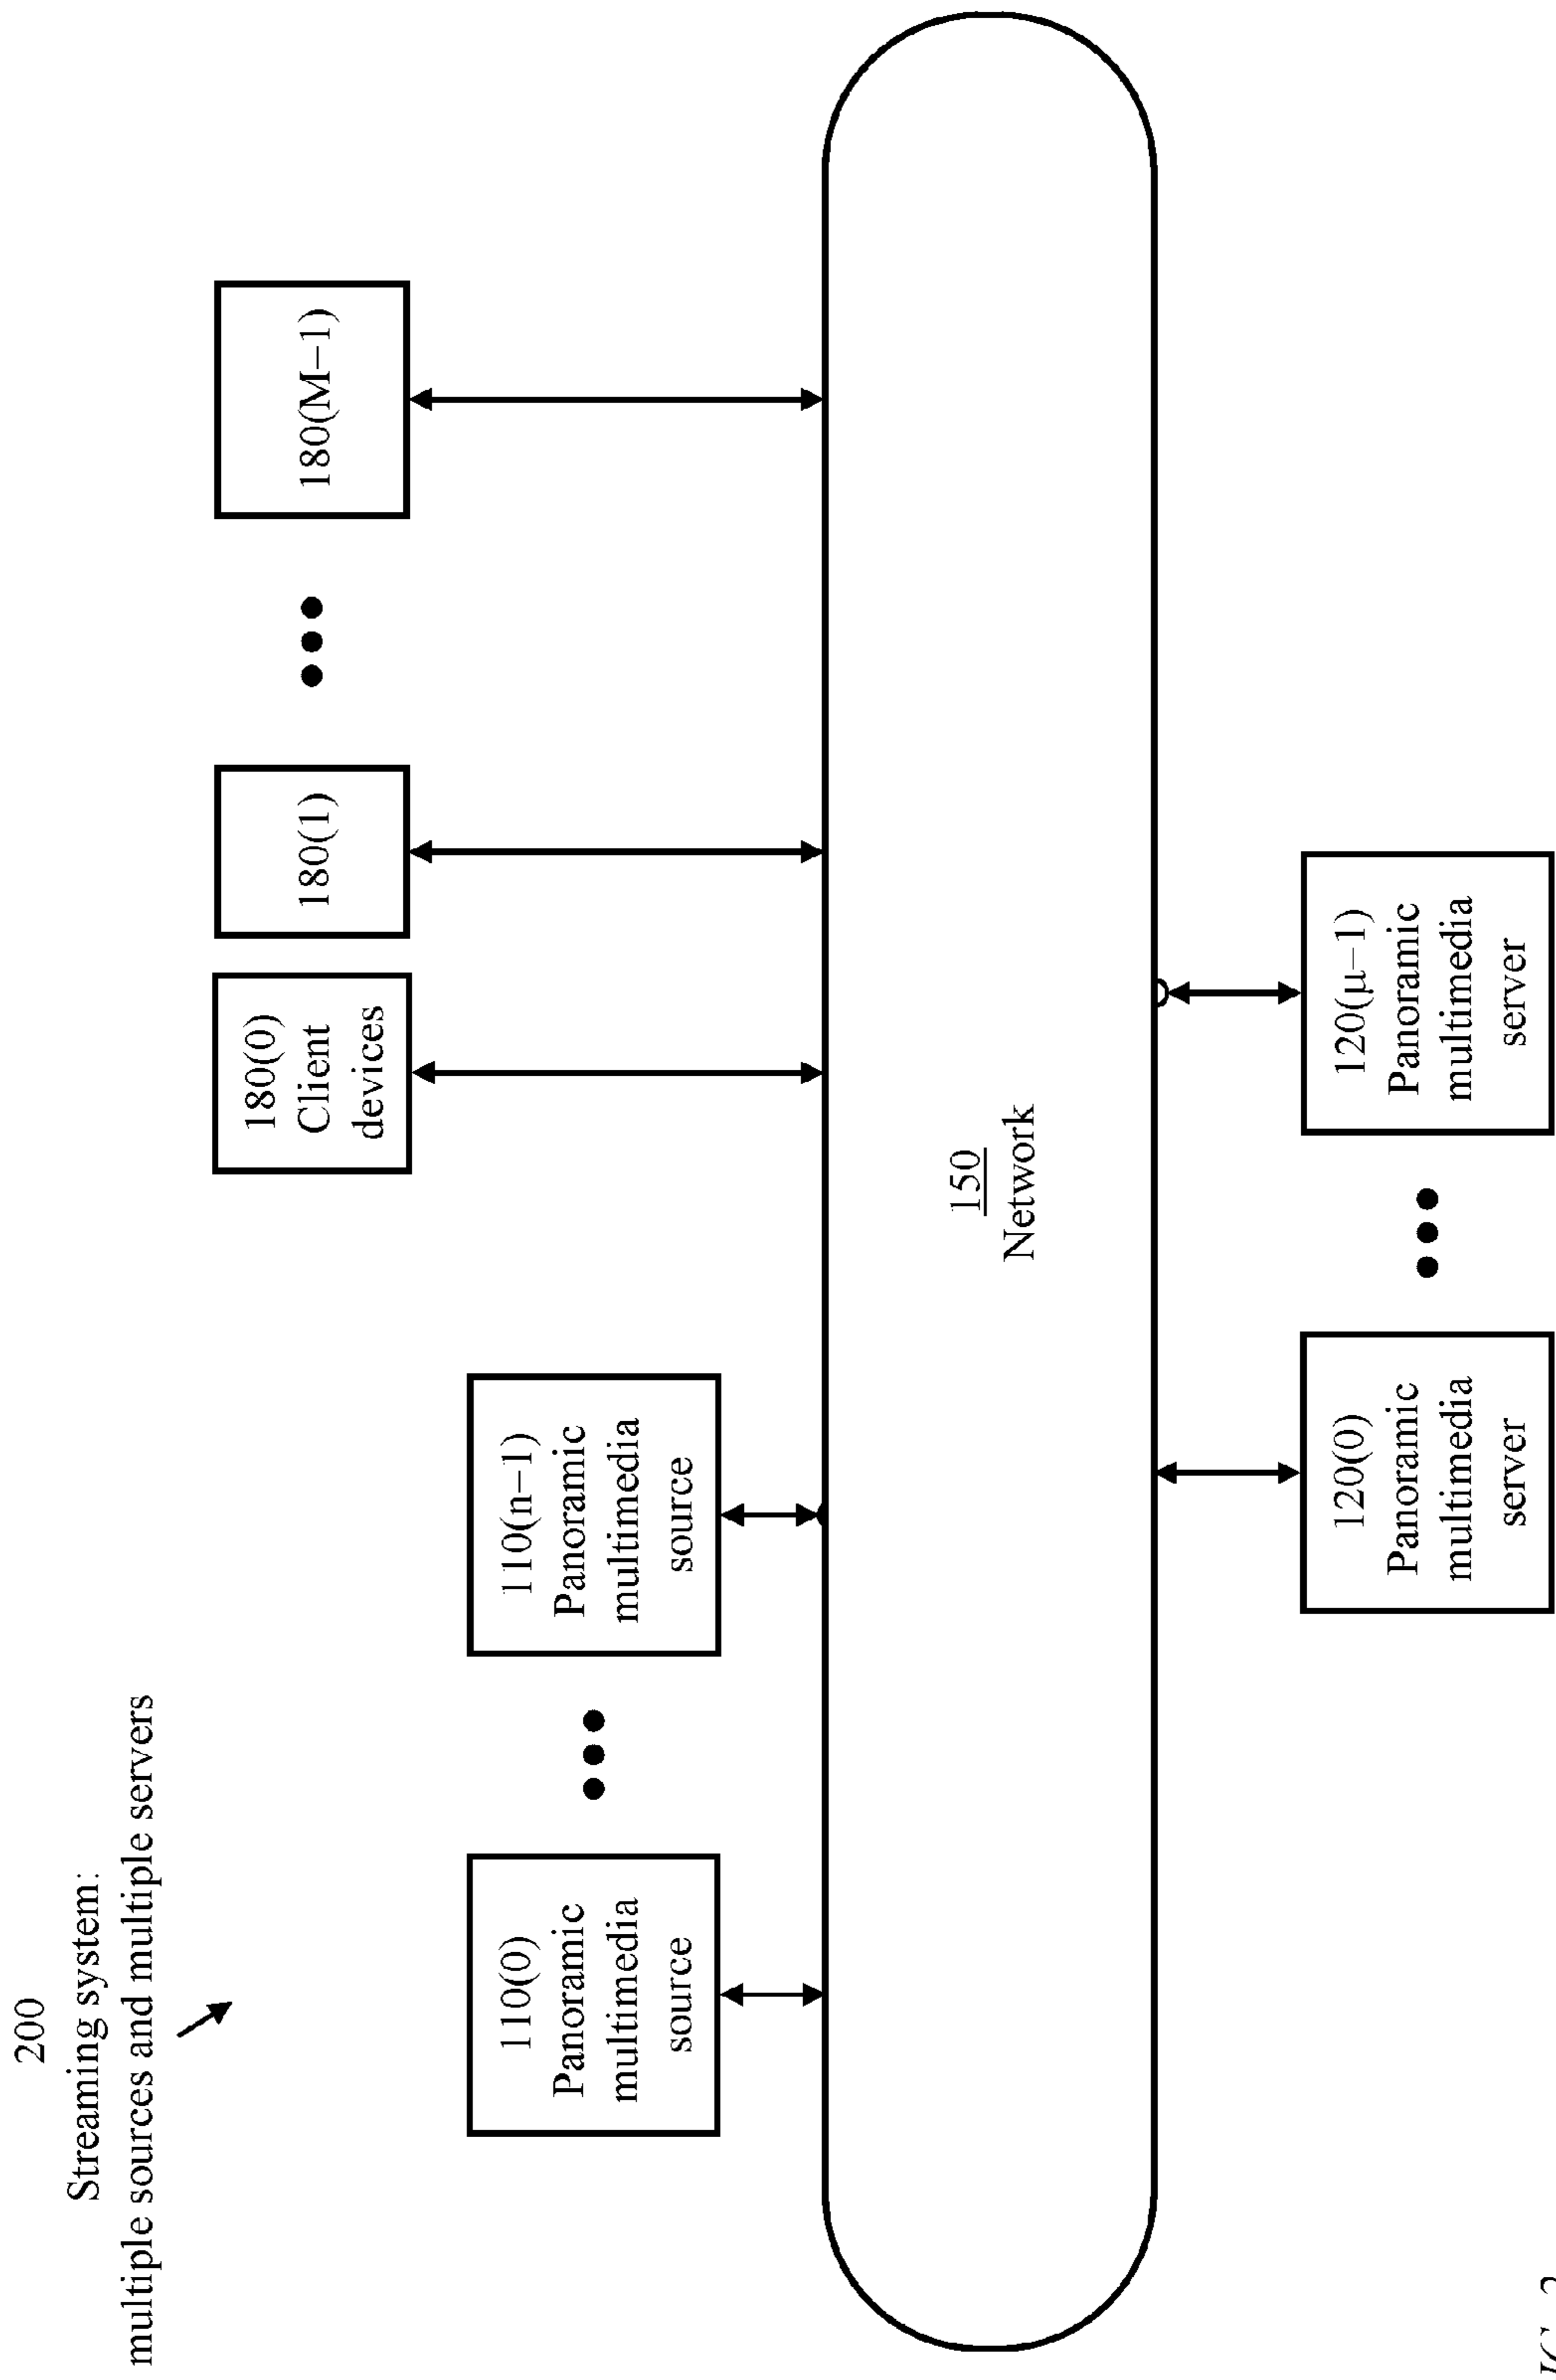 200
Streaming system:
multiple sources and multiple servers
180(0)
Client
devices
180(1)
180(M−1)
110(0)
Panoramic
multimedia
source
110(n−1)
Panoramic
multimedia
source
150
Network
120(0)
Panoramic
multimedia
server
120(μ−1)
Panoramic
multimedia
server